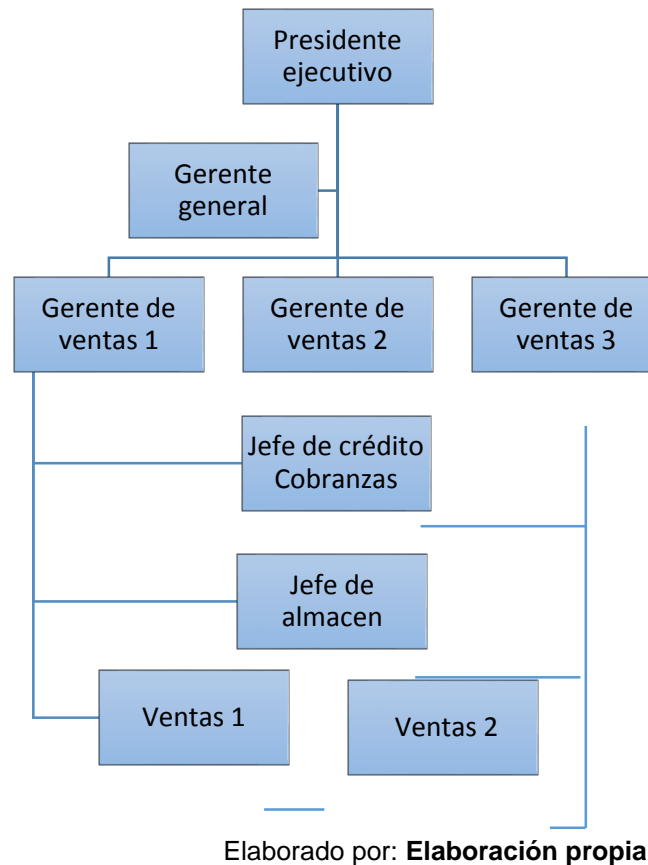 Presidente
ejecutivo
Gerente
general
Gerente de
ventas 1
Gerente de
ventas 2
Gerente de
ventas 3
Jefe de crédito
Cobranzas
Jefe de
almacen
Ventas 1
Ventas 2
Elaborado por: Elaboración propia